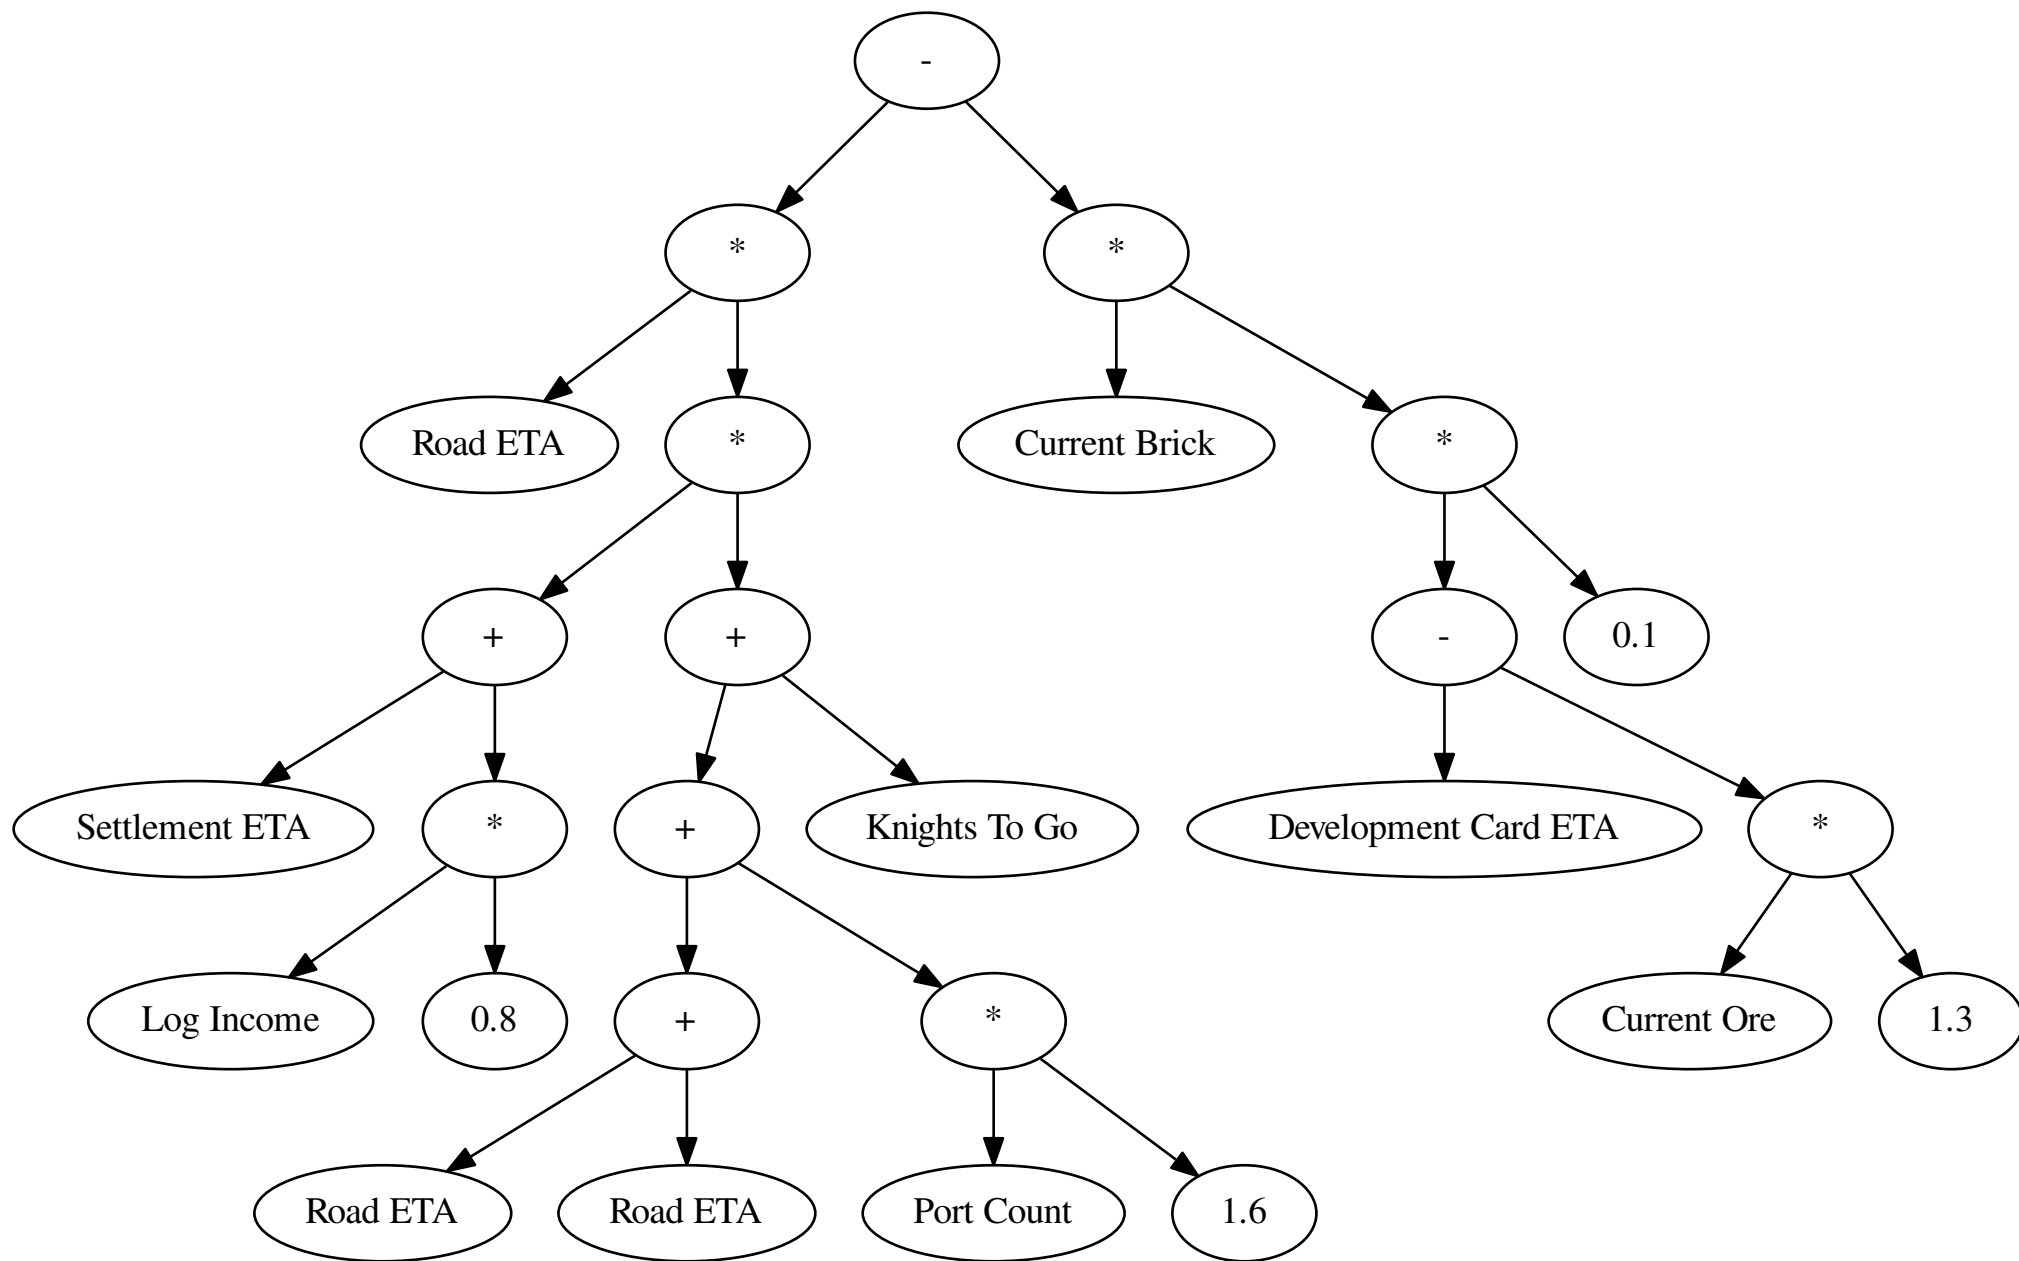 -
*
*
Road ETA
*
Current Brick
*
+
+
-
0.1
Settlement ETA
*
+
Knights To Go
Development Card ETA
*
Log Income
0.8
+
*
Current Ore
1.3
Road ETA
Road ETA
Port Count
1.6